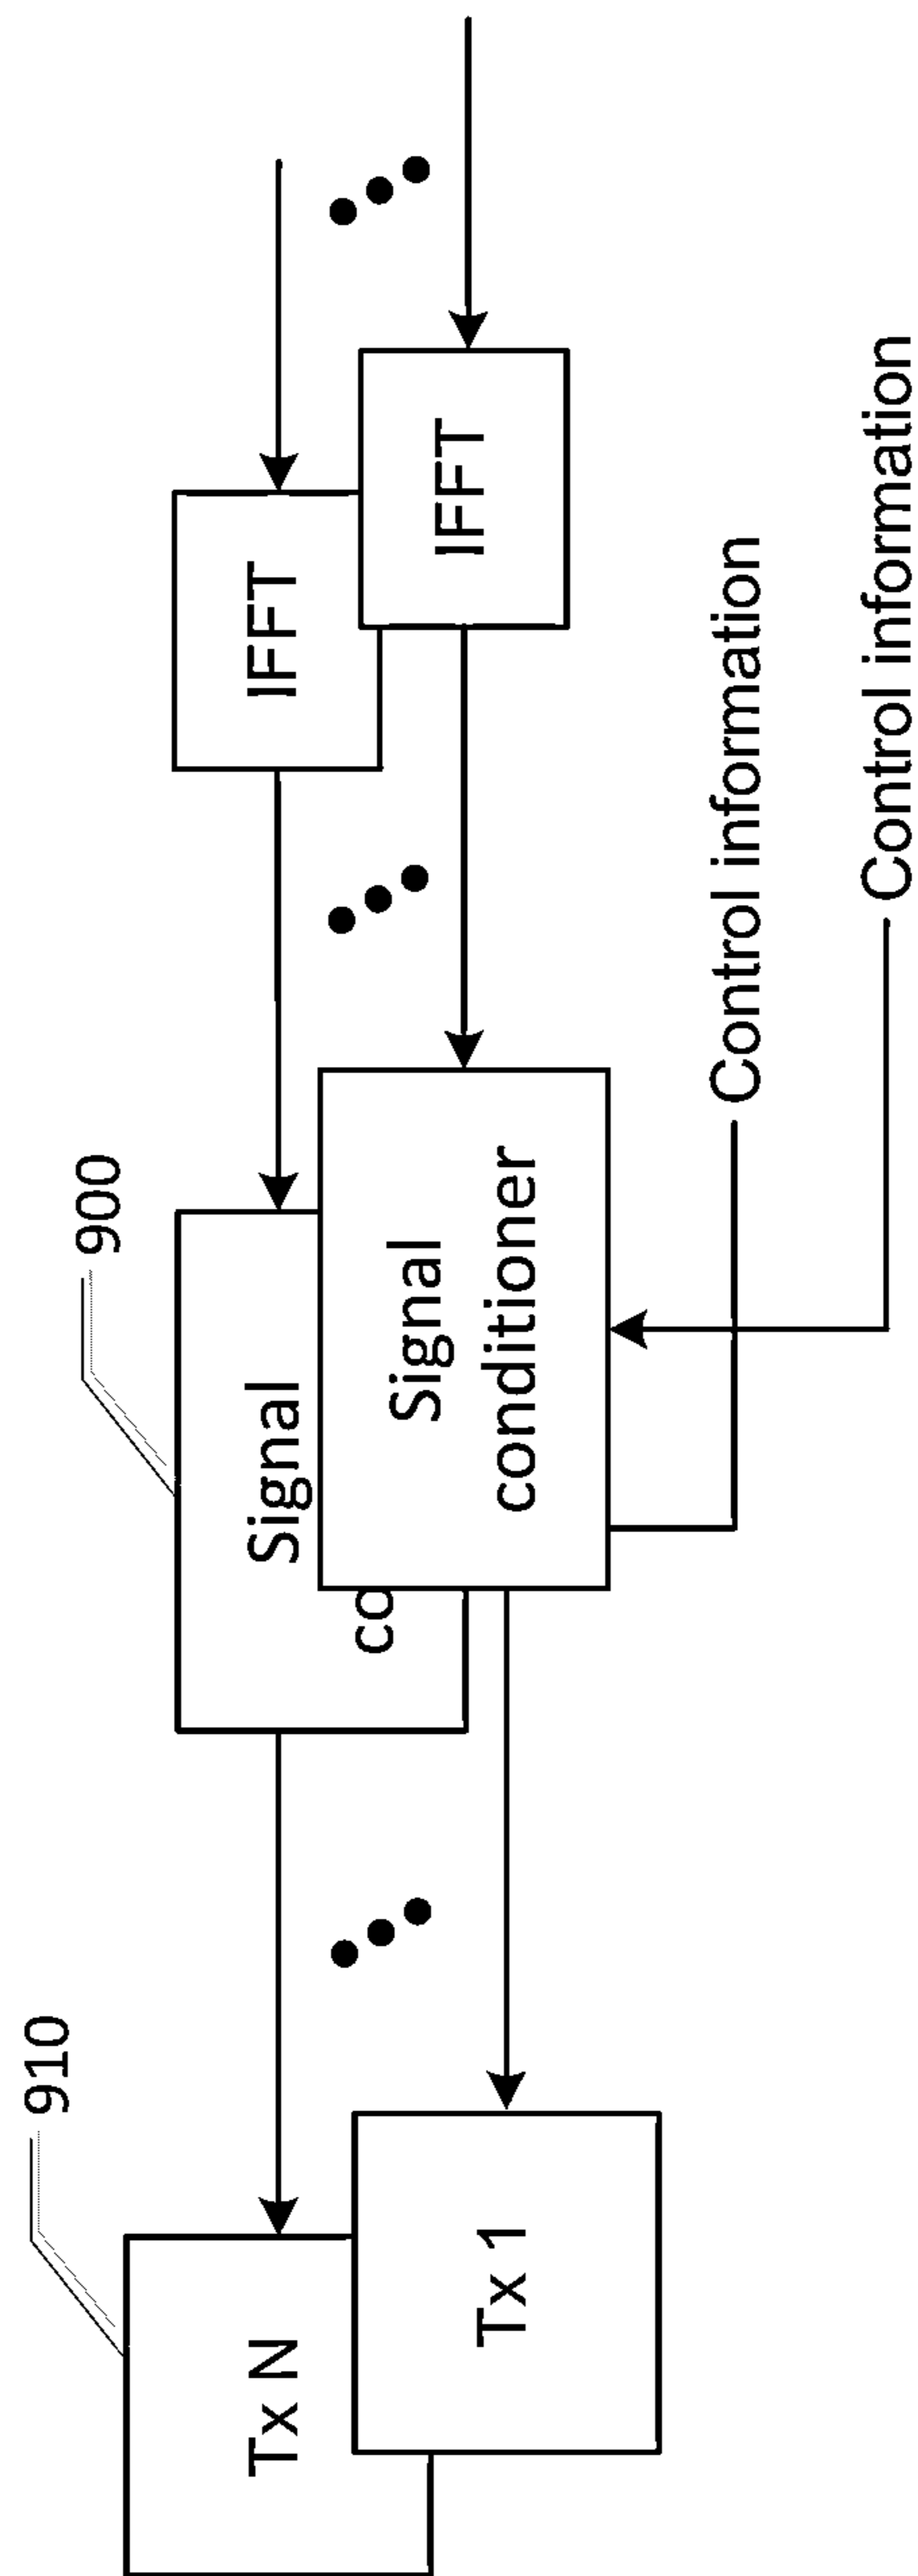 910
900
Tx N
Signal
co
IFFT
Tx 1
Signal
conditioner
IFFT
Control information
Control information